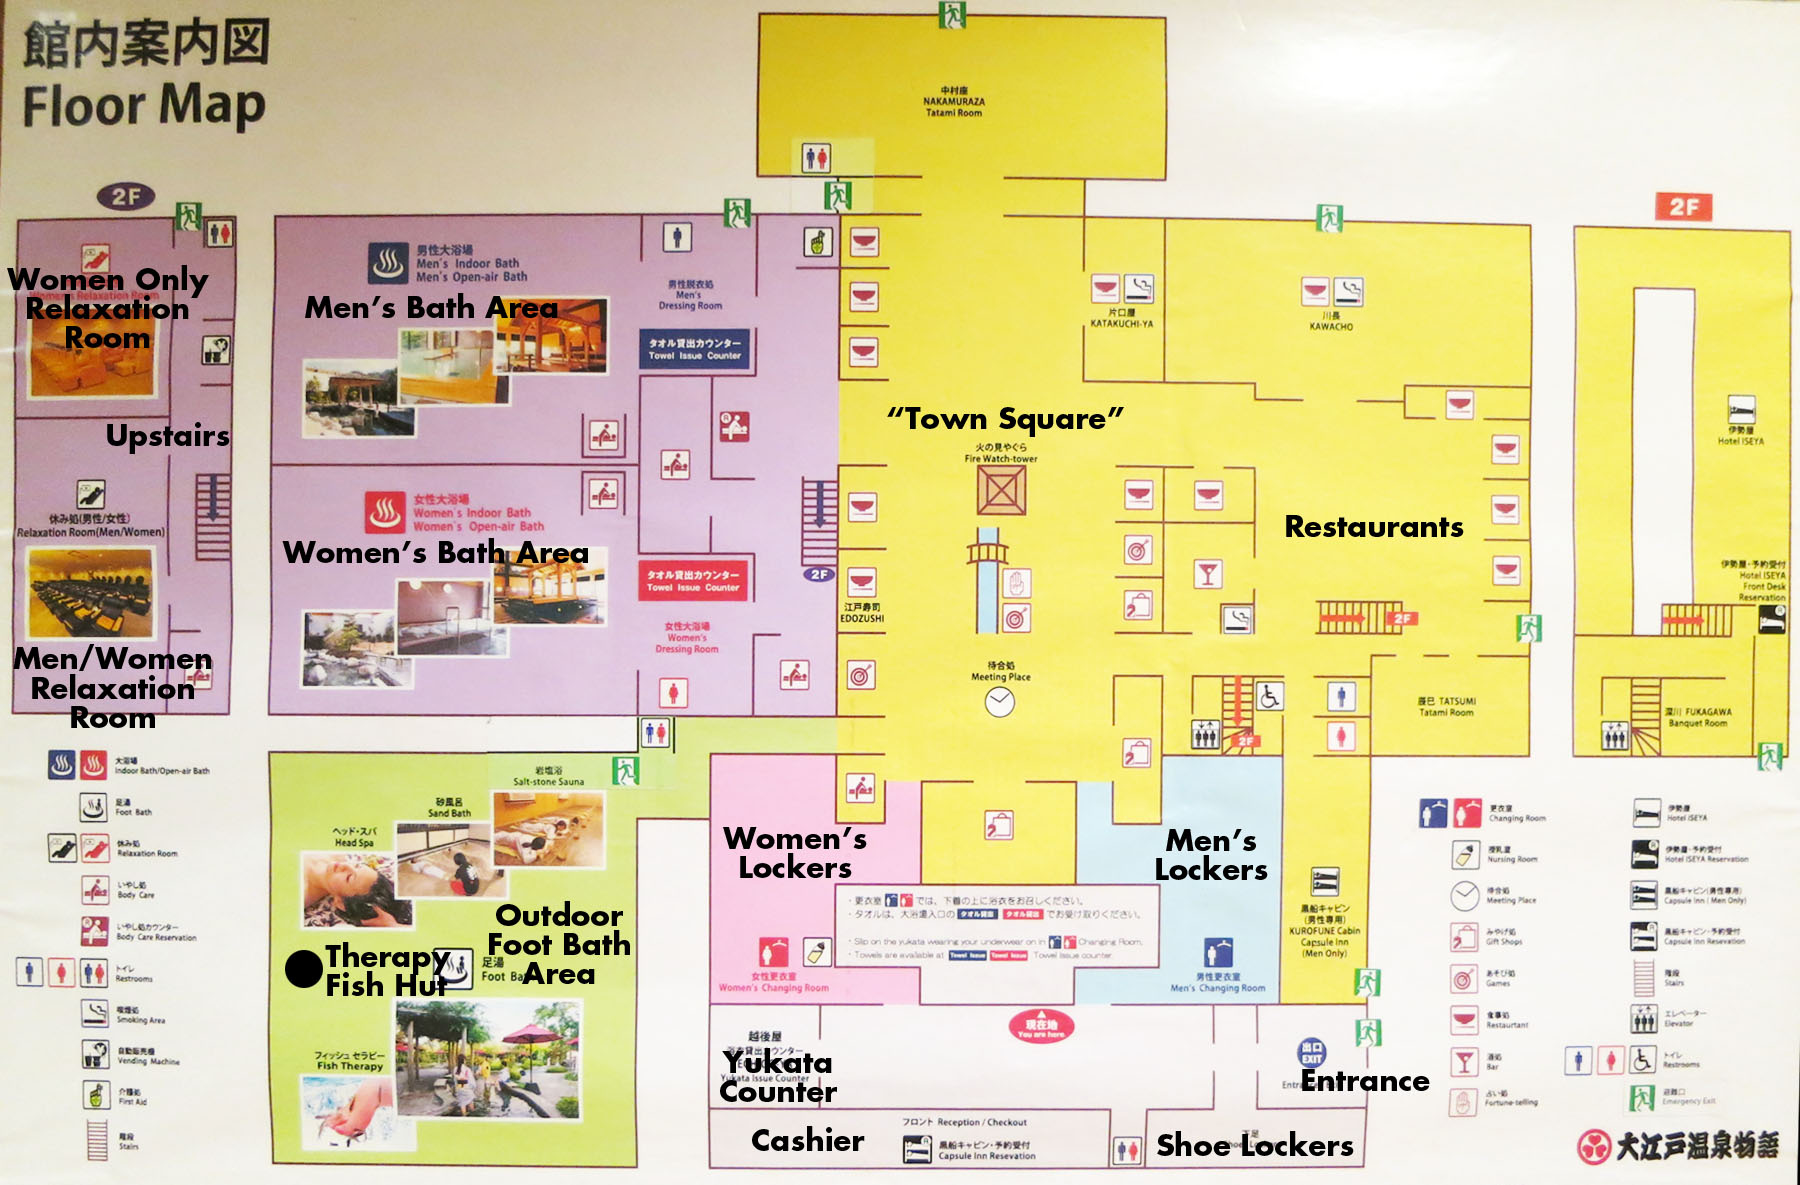 館内案内図
Floor Map
2F
Women Only
Relaxation
Room
Upstairs
休み処(男性/女性)
Relaxation Room(Men/Women)
Men/Women
Relaxation
Room
男性大浴場
Men's Indoor Bath
Men's Open-air Bath
Men's Bath Area
男性脱衣処
Men's
Dressing Room
タオル貸出カウンター
Towel Issue Counter
女性大浴場
Women's Indoor Bath
Women's Open-air Bath
Women's Bath Area
タオル貸出カウンター
Towel Issue Counter
女性大浴場
Women's
Dressing Room
2F
中村座
NAKAMURAZA
Tatami Room
片口屋
KATAKUCHI-YA
川長
KAWACHO
"Town Square"
火の見やぐら
Fire Watch-tower
江戸寿司
EDOZUSHI
待合処
Meeting Place
Restaurants
2F
2F
辰巳 TATSUMI
Tatami Room
2F
伊勢屋
Hotel ISEYA
伊勢屋・予約受付
Hotel ISEYA
Front Desk
Reservation
深川 FUKAGAWA
Banquet Room
岩塩浴
Salt-stone Sauna
砂風呂
Sand Bath
ヘッド・スパ
Head Spa
Outdoor
Foot Bath
Area
Therapy
Fish Hut
足湯
フィッシュ セラピー
Fish Therapy
Women's
Lockers
Men's
Lockers
・更衣室 では、下着の上に浴衣をお召しください。
・タオルは、大浴場入口の タオル貸出 タオル貸出 でお受け取りください。
・Slip on the yukata wearing your underwear on in Changing Room.
・Towels are available at Towel Issue Towel Issue Towel Issue counter.
女性更衣室
Women's Changing Room
男性更衣室
Men's Changing Room
黒船キャビン
(男性専用)
KUROFUNE Cabin
Capsule Inn
(Men Only)
現在地
You are here.
越後屋
Yukata
Counter
Yukata Issue Counter
出口
EXIT
Entrance
Cashier
フロント Reception / Checkout
黒船キャビン・予約受付
Capsule Inn Resevation
Shoe Lockers
大浴場
Indoor Bath/Open-air Bath
足湯
Foot Bath
休み処
Relaxation Room
いやし処
Body Care
いやし処カウンター
Body Care Reservation
トイレ
Restrooms
喫煙処
Smoking Area
自動販売機
Vending Machine
介護処
First Aid
階段
Stairs
更衣室
Changing Room
授乳室
Nursing Room
待合処
Meeting Place
みやげ処
Gift Shops
あそび処
Games
食事処
Restaurtant
酒処
Bar
占い処
Fortune-telling
伊勢屋
Hotel ISEYA
伊勢屋・予約受付
Hotel ISEYA Reservation
黒船キャビン(男性専用)
Capsule Inn ( Men Only)
黒船キャビン・予約受付
Capsule Inn Resevation
階段
Stairs
エレベーター
Elevator
トイレ
Restrooms
避難口
Emergency Exit
大江戸温泉物語